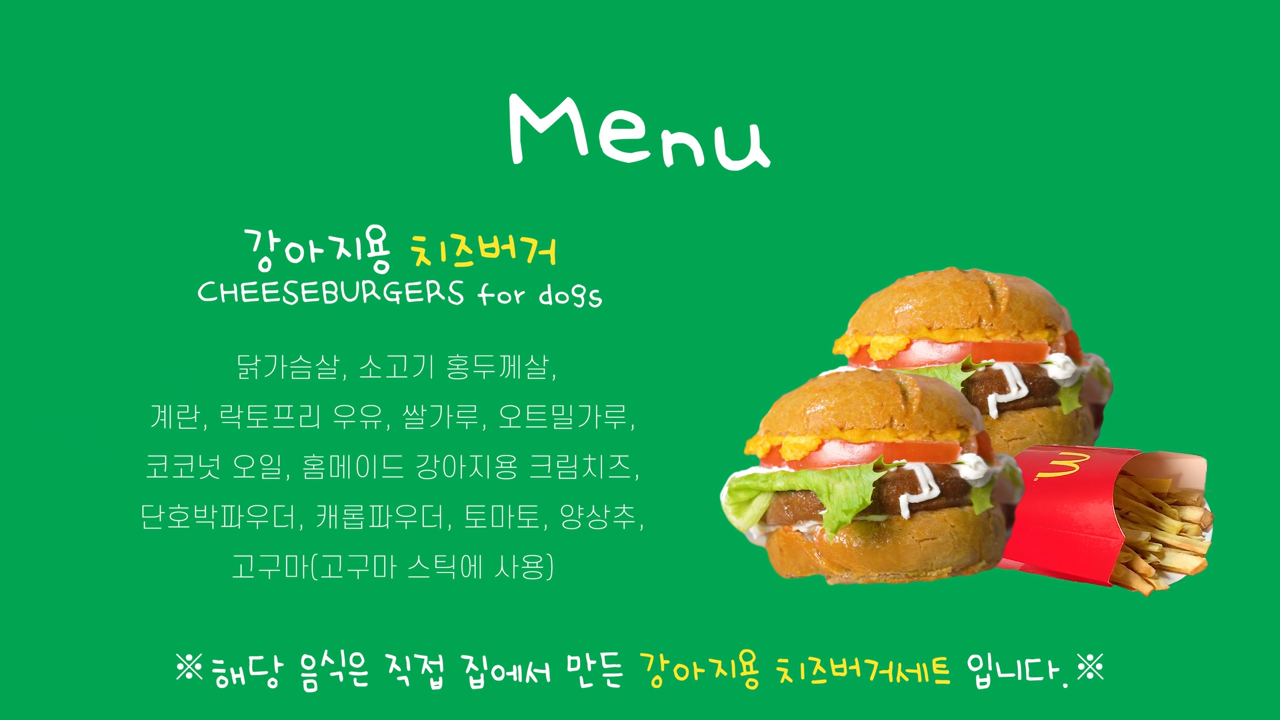 Menu
강아지용 치즈버거
CHEESEBURGERS for dogs
닭가슴살, 소고기 홍두깨살,
계란, 락토프리 우유, 쌀가루, 오트밀가루,
코코넛 오일, 홈메이드 강아지용 크림치즈,
단호박파우더, 캐롭파우더, 토마토, 양상추,
고구마(고구마 스틱에 사용)
※해당 음식은 직접 집에서 만든 강아지용 치즈버거세트 입니다.※